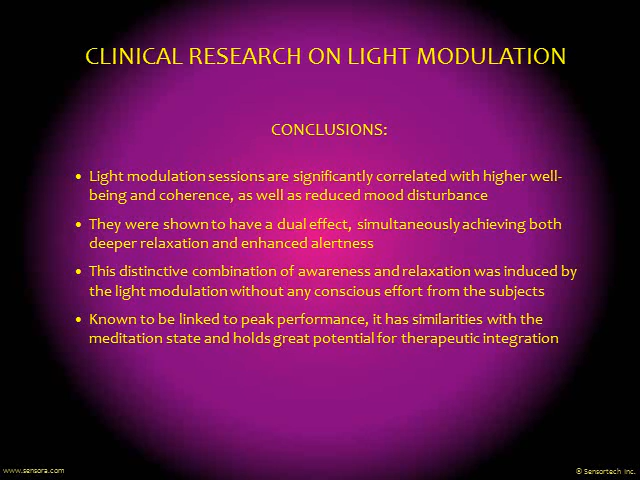 CLINICAL RESEARCH ON LIGHT MODULATION
CONCLUSIONS:
• Light modulation sessions are significantly correlated with higher well-
being and coherence, as well as reduced mood disturbance
• They were shown to have a dual effect, simultaneously achieving both
deeper relaxation and enhanced alertness
• This distinctive combination of awareness and relaxation was induced by
the light modulation without any conscious effort from the subjects
• Known to be linked to peak performance, it has similarities with the
meditation state and holds great potential for therapeutic integration
www.sensora.com
© Sensortech Inc.